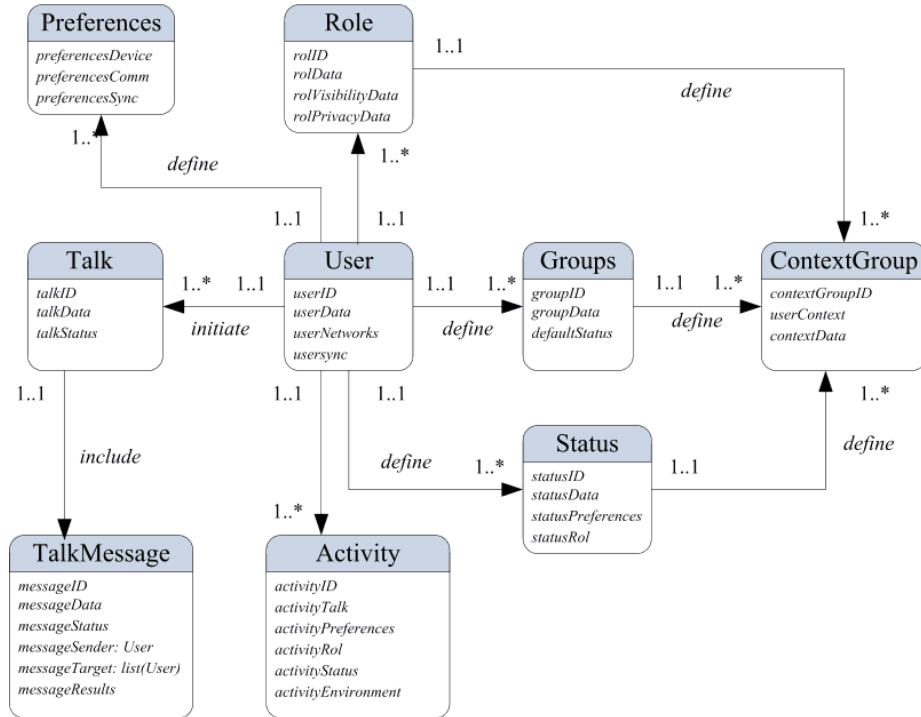 Preferences
preferencesDevice
preferencesComm
preferencesSync
Role
rolID
rolData
rolVisibilityData
rolPrivacyData
1..1
define
1..*
define
1..*
1..1
1..1
1..*
Talk
talkID
talkData
talkStatus
1..*
1..1
initiate
User
userID
userData
userNetworks
usersync
1..1
1..*
define
Groups
groupID
groupData
defaultStatus
1..1
1..*
define
ContextGroup
contextGroupID
userContext
contextData
1..1
include
1..1
1..1
define
1..*
1..*
Status
statusID
statusData
statusPreferences
statusRol
1..1
1..*
define
TalkMessage
messageID
messageData
messageStatus
messageSender: User
messageTarget: list(User)
messageResults
Activity
activityID
activityTalk
activityPreferences
activityRol
activityStatus
activityEnvironment